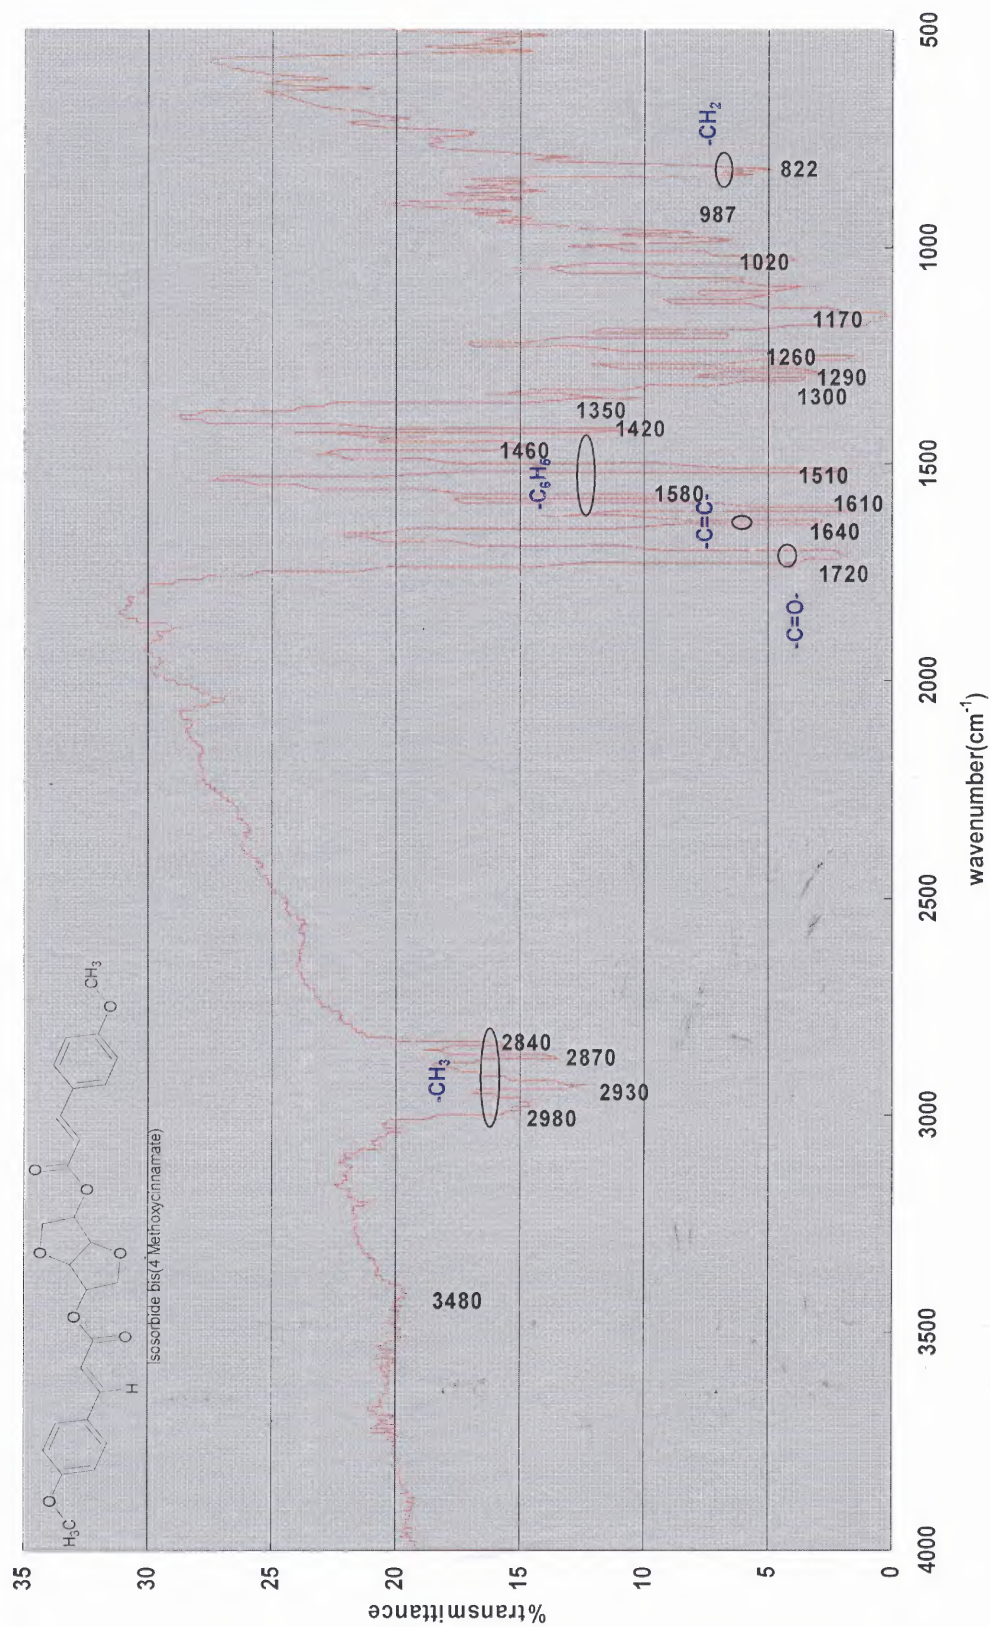 H₃C
O
H
O
O
O
O
O
O
O
CH₃
Isosorbide bis(4 Methoxycinnamate)
35
30
25
20
15
10
5
0
%transmittance
3480
2980
2930
2870
2840
-CH₃
1720
-C=O-
1640
-C=C-
1610
1580
1510
-C₆H₅-
1460
1420
1350
1300
1290
1260
1170
1020
987
822
-CH₂
4000
3500
3000
2500
2000
1500
1000
500
wavenumber(cm⁻¹)